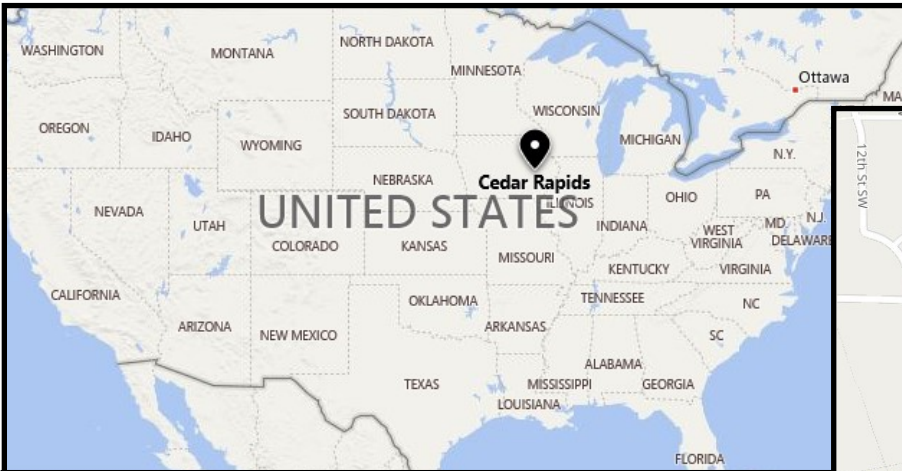 WASHINGTON
MONTANA
NORTH DAKOTA
MINNESOTA
Ottawa
MA
OREGON
IDAHO
WYOMING
SOUTH DAKOTA
WISCONSIN
MICHIGAN
N.Y.
12th St SW
NEBRASKA
Cedar Rapids
ILLINOIS
OHIO
PA
NEVADA
UTAH
UNITED STATES
COLORADO
KANSAS
INDIANA
WEST
VIRGINIA
MD
N.J.
DELAWARE
MISSOURI
KENTUCKY
VIRGINIA
CALIFORNIA
OKLAHOMA
TENNESSEE
NC
ARIZONA
NEW MEXICO
ARKANSAS
SC
TEXAS
MISSISSIPPI
ALABAMA
GEORGIA
LOUISIANA
FLORIDA